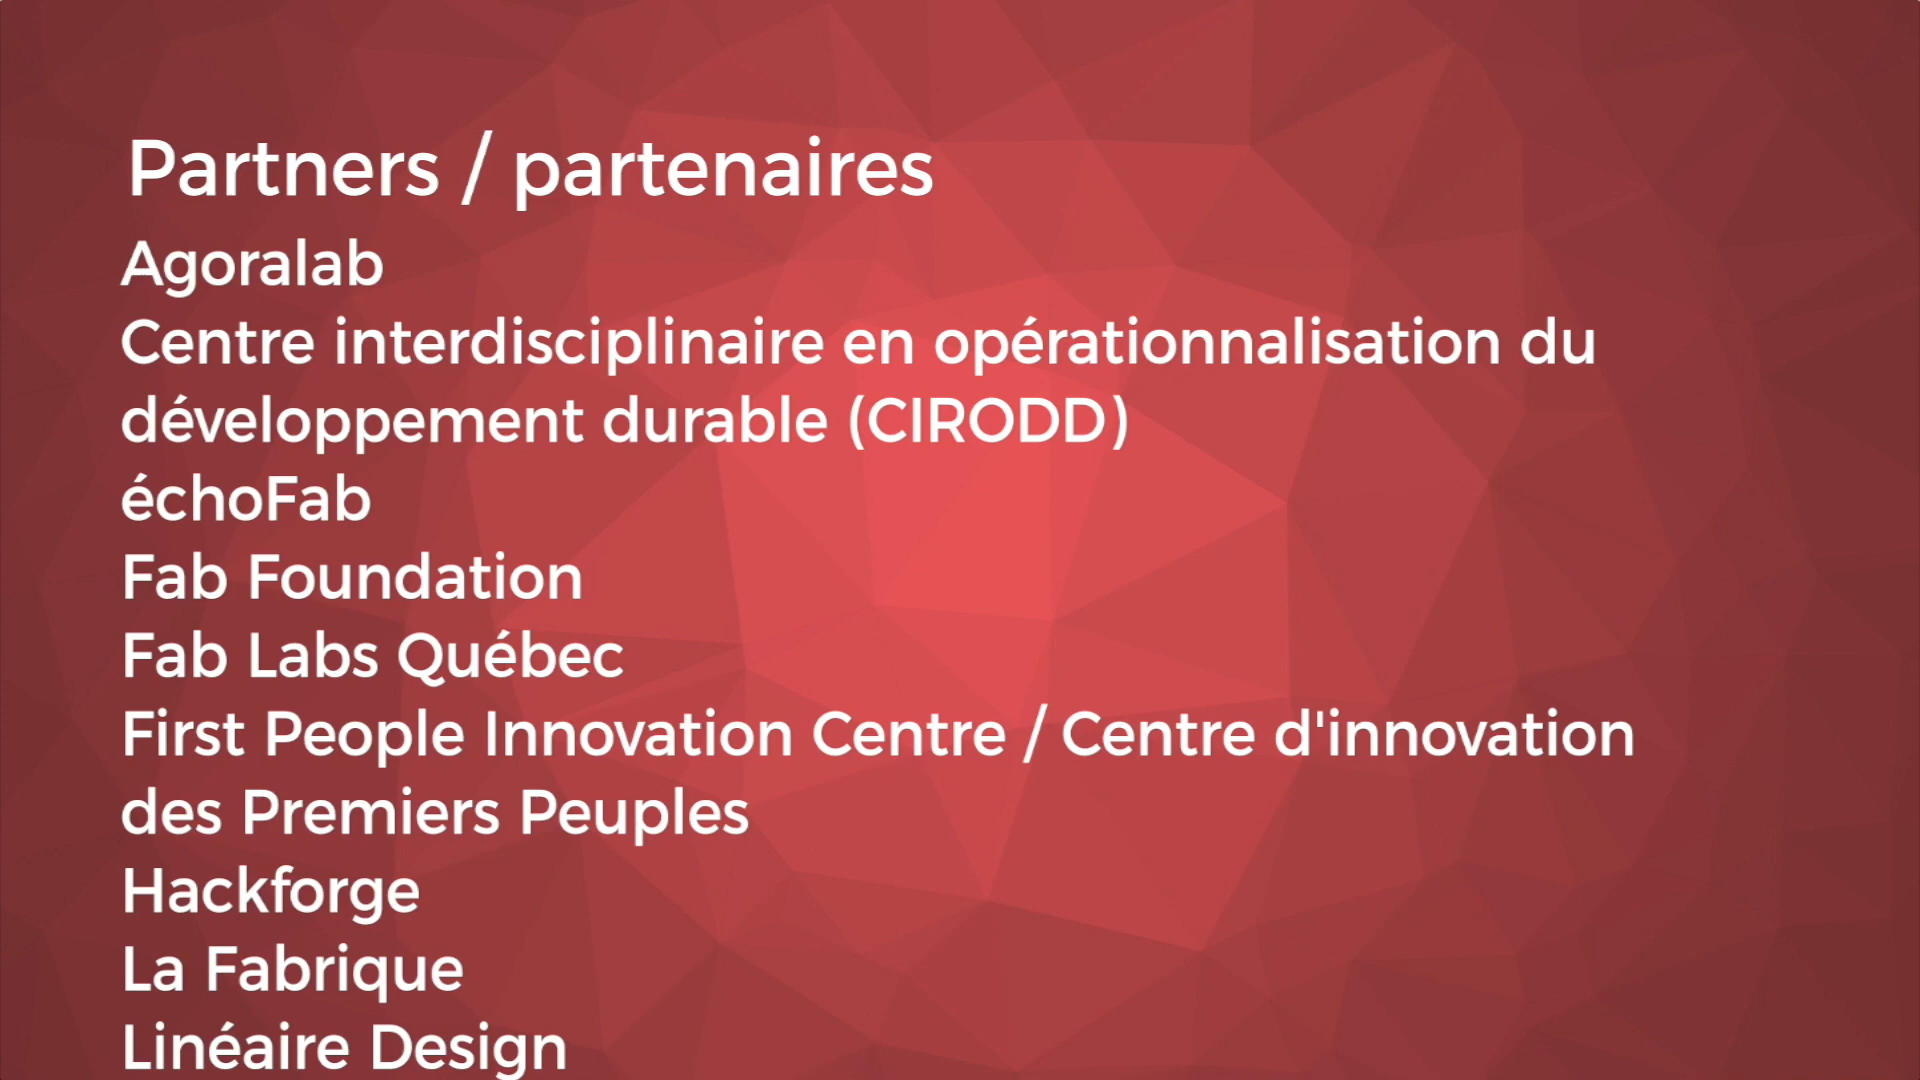 Partners / partenaires
Agoralab
Centre interdisciplinaire en opérationnalisation du
développement durable (CIRODD)
échoFab
Fab Foundation
Fab Labs Québec
First People Innovation Centre / Centre d'innovation
des Premiers Peuples
Hackforge
La Fabrique
Linéaire Design